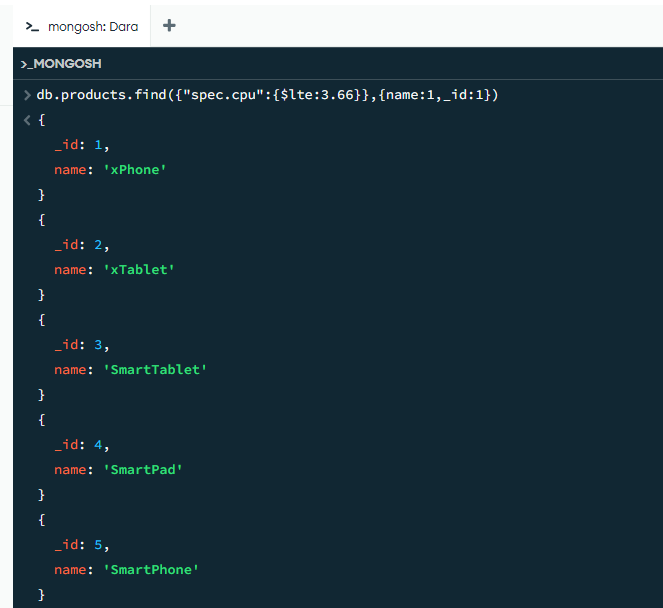 >_ mongosh: Dara +
>_MONGOSH
> db.products.find({"spec.cpu":{$lte:3.66}},{name:1,_id:1})
< {
_id: 1,
name: 'xPhone'
}
{
_id: 2,
name: 'xTablet'
}
{
_id: 3,
name: 'SmartTablet'
}
{
_id: 4,
name: 'SmartPad'
}
{
_id: 5,
name: 'SmartPhone'
}